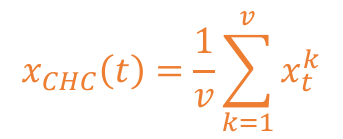 $x_{CHC}(t) = \frac{1}{v} \sum_{k=1}^{v} x_t^k$